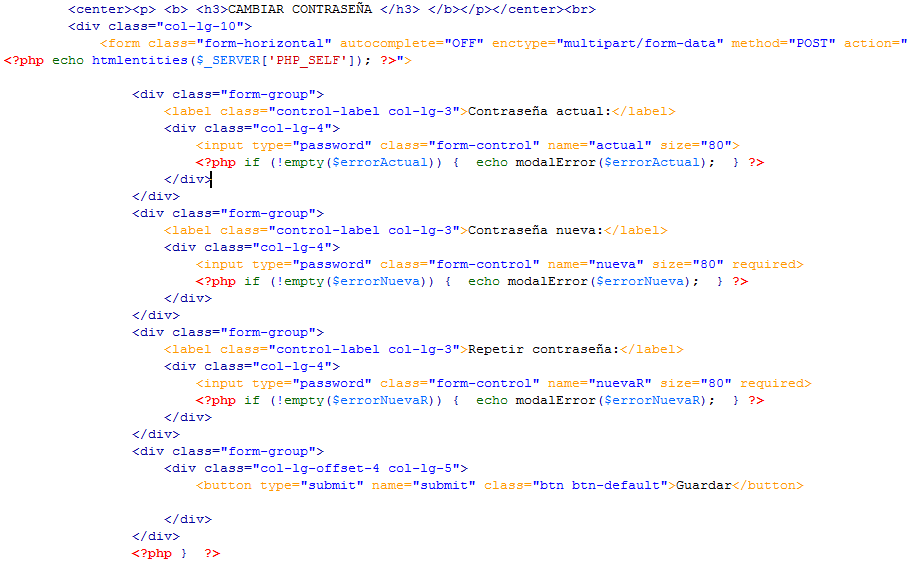 <center><p> <b> <h3>CAMBIAR CONTRASEÑA </h3> </b></p></center><br>
<div class="col-lg-10">
<form class="form-horizontal" autocomplete="OFF" enctype="multipart/form-data" method="POST" action="
<?php echo htmlentities($_SERVER['PHP_SELF']); ?>">
<div class="form-group">
<label class="control-label col-lg-3">Contraseña actual:</label>
<div class="col-lg-4">
<input type="password" class="form-control" name="actual" size="80">
<?php if (!empty($errorActual)) {  echo modalError($errorActual);  } ?>
</div>
</div>
<div class="form-group">
<label class="control-label col-lg-3">Contraseña nueva:</label>
<div class="col-lg-4">
<input type="password" class="form-control" name="nueva" size="80" required>
<?php if (!empty($errorNueva)) {  echo modalError($errorNueva);  } ?>
</div>
</div>
<div class="form-group">
<label class="control-label col-lg-3">Repetir contraseña:</label>
<div class="col-lg-4">
<input type="password" class="form-control" name="nuevaR" size="80" required>
<?php if (!empty($errorNuevaR)) {  echo modalError($errorNuevaR);  } ?>
</div>
</div>
<div class="form-group">
<div class="col-lg-offset-4 col-lg-5">
<button type="submit" name="submit" class="btn btn-default">Guardar</button>
</div>
</div>
<?php }  ?>